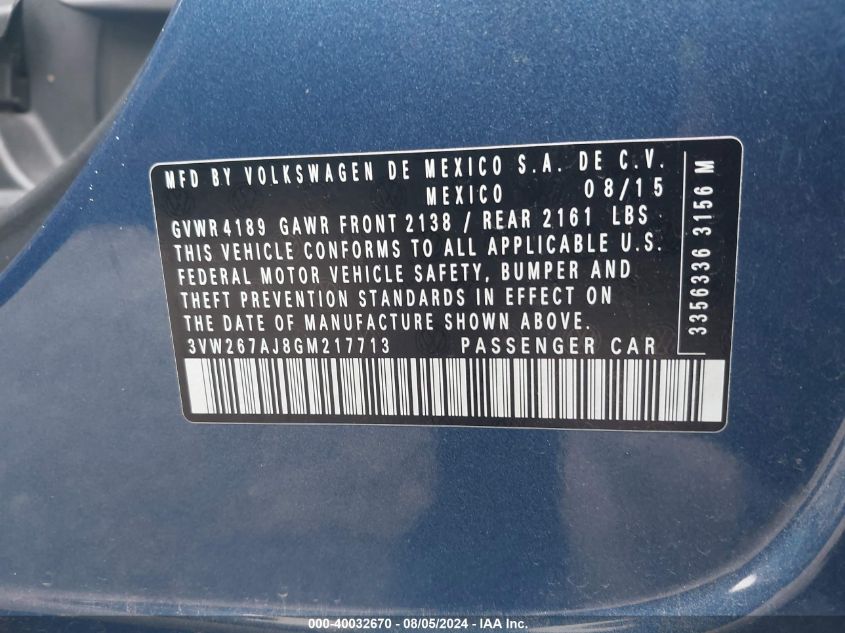 MFD BY VOLKSWAGEN DE MEXICO S.A. DE C.V.
MEXICO 08/15
GVWR 4189 GAWR FRONT 2138 / REAR 2161 LBS
THIS VEHICLE CONFORMS TO ALL APPLICABLE U.S.
FEDERAL MOTOR VEHICLE SAFETY, BUMPER AND
THEFT PREVENTION STANDARDS IN EFFECT ON
THE DATE OF MANUFACTURE SHOWN ABOVE.
3VW267AJ8GM217713 PASSENGER CAR
3356336 3156 M
000-40032670 - 08/05/2024 - IAA Inc.